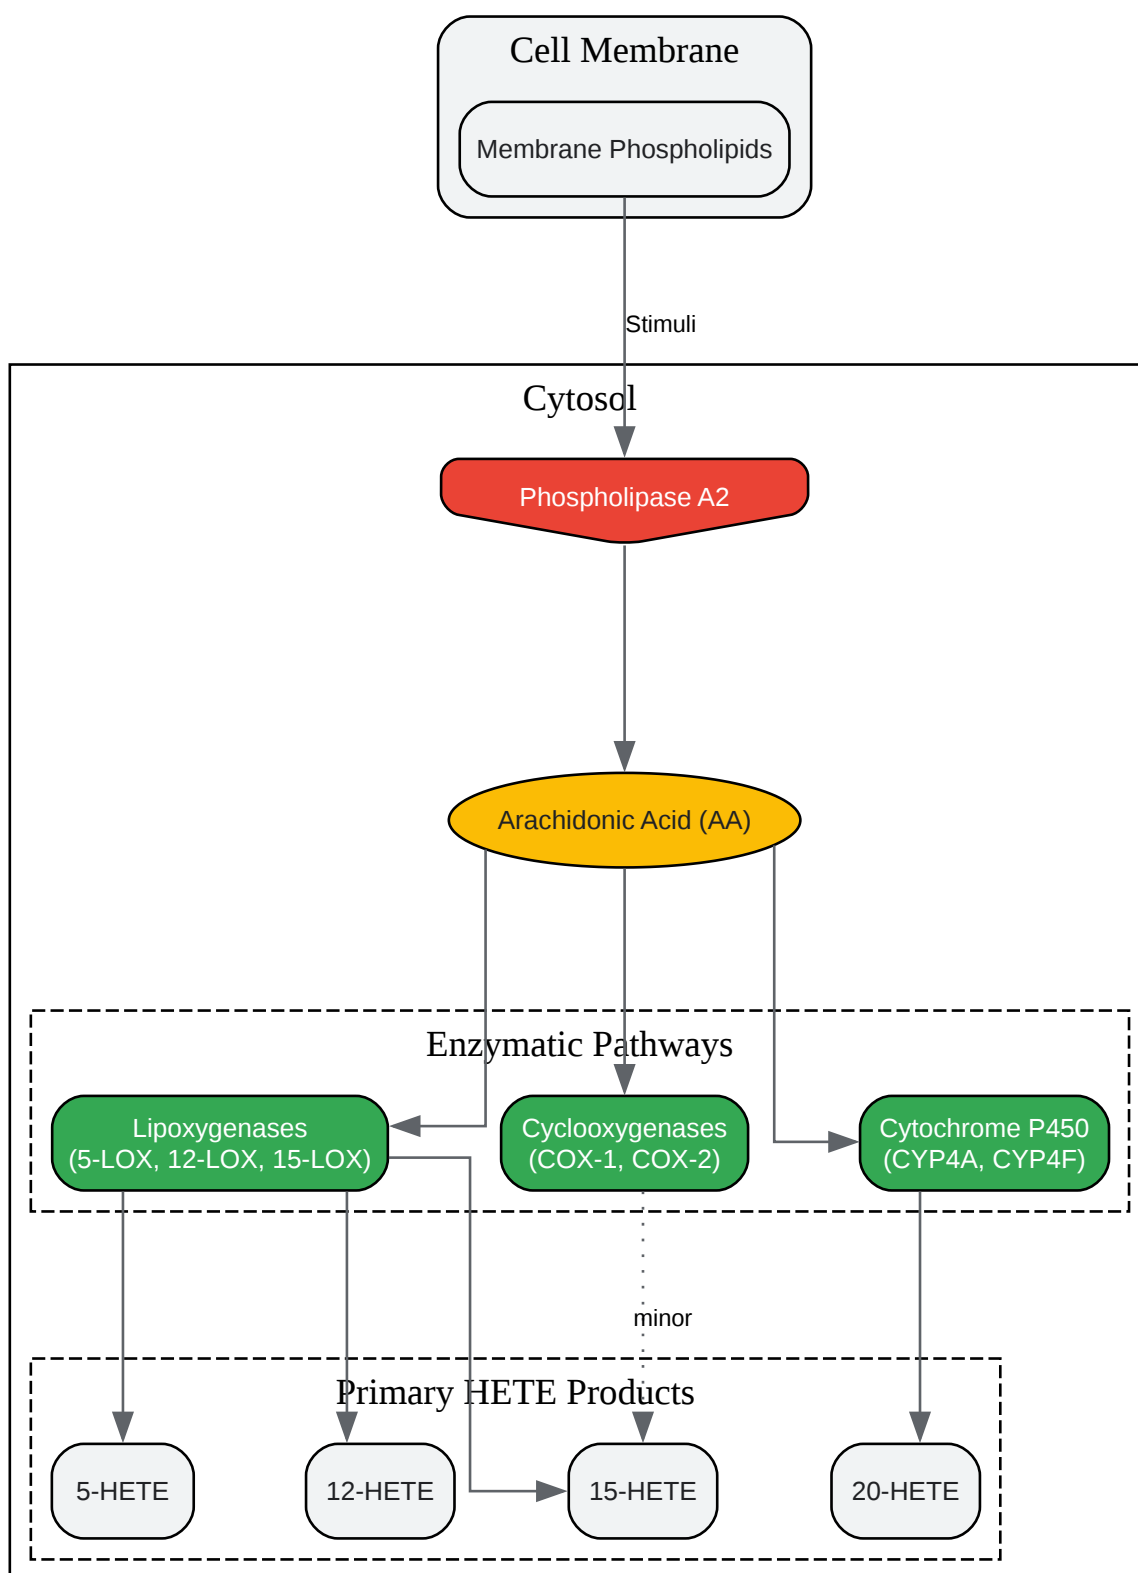 Cell Membrane
Membrane Phospholipids
Stimuli
Cytosol
Phospholipase A2
Arachidonic Acid (AA)
Enzymatic Pathways
Lipoxygenases
(5-LOX, 12-LOX, 15-LOX)
Cyclooxygenases
(COX-1, COX-2)
Cytochrome P450
(CYP4A, CYP4F)
minor
Primary HETE Products
5-HETE
12-HETE
15-HETE
20-HETE